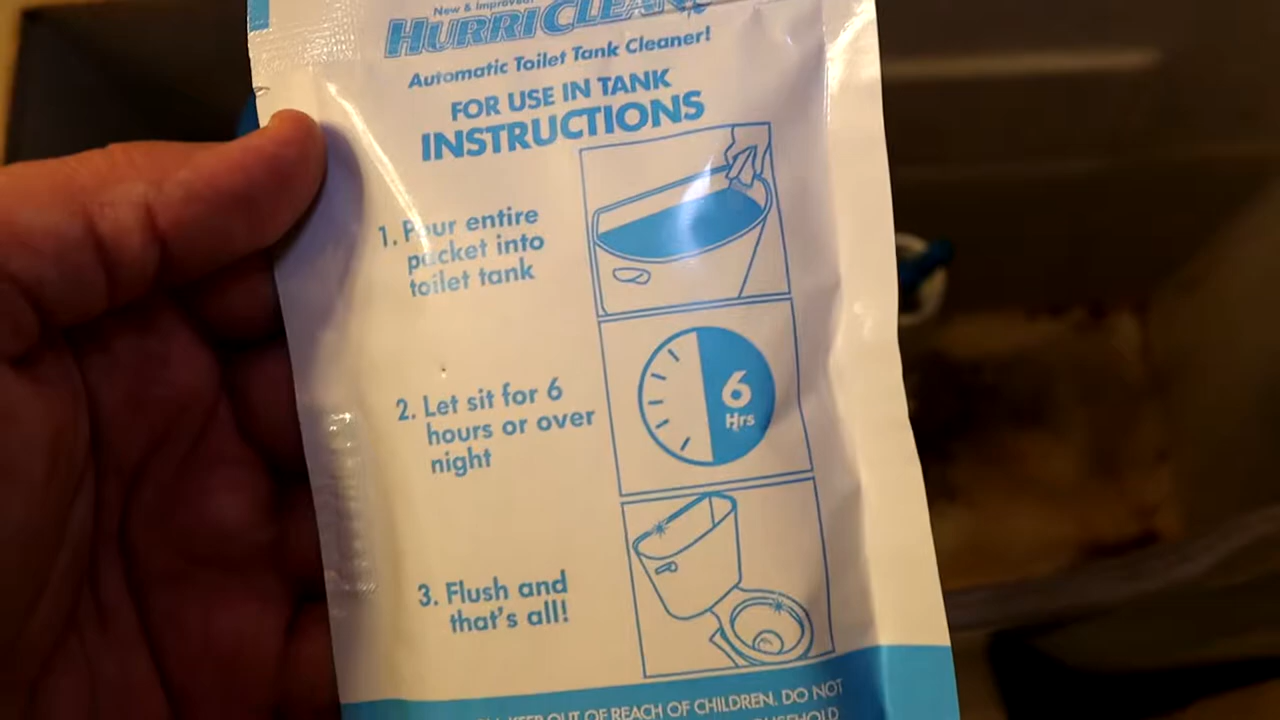 New & Improved!
HURRICLEAN
Automatic Toilet Tank Cleaner!
FOR USE IN TANK
INSTRUCTIONS
1. Pour entire
packet into
toilet tank
6
Hrs
2. Let sit for 6
hours or over
night
3. Flush and
that's all!
KEEP OUT OF REACH OF CHILDREN. DO NOT
HOUSEHOLD